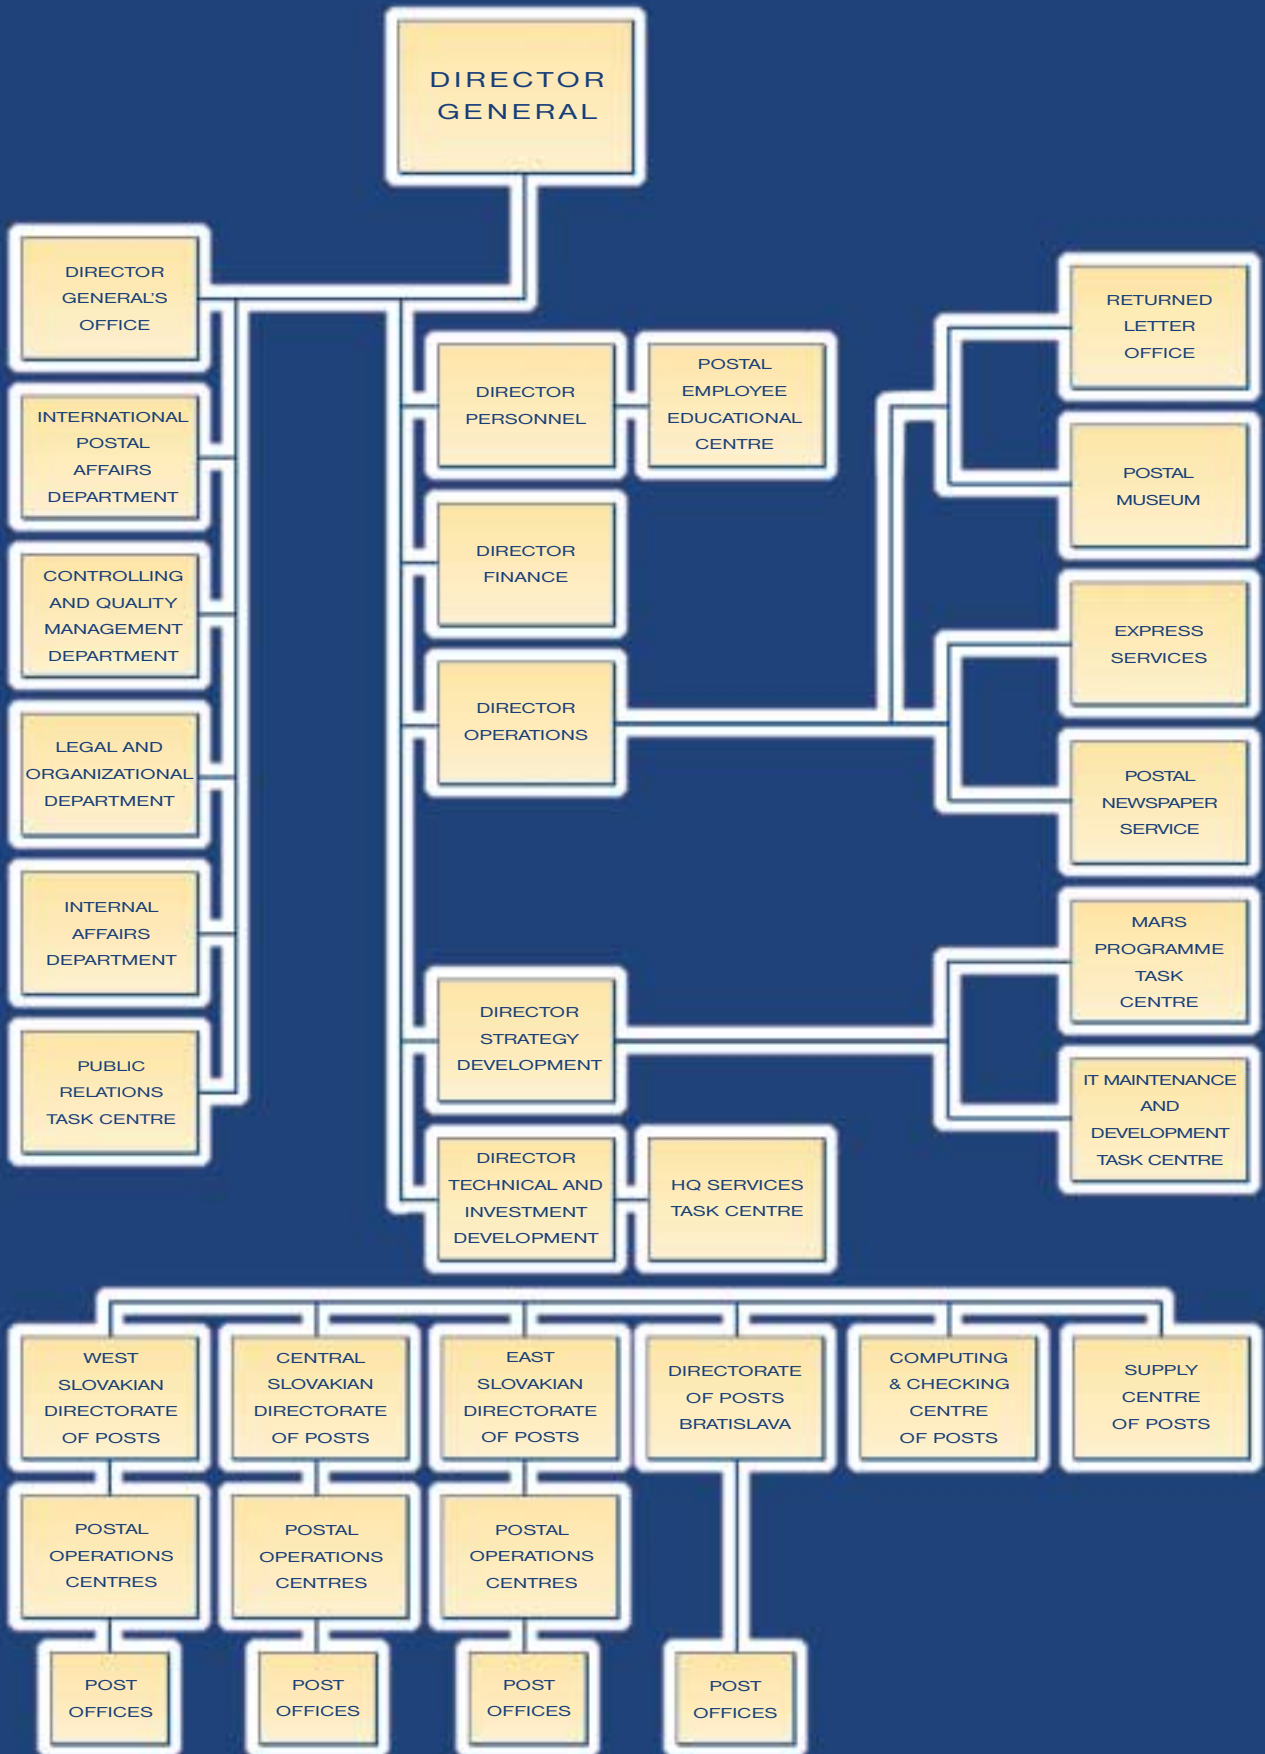 DIRECTOR
GENERAL
DIRECTOR
GENERAL'S
OFFICE
INTERNATIONAL
POSTAL
AFFAIRS
DEPARTMENT
CONTROLLING
AND QUALITY
MANAGEMENT
DEPARTMENT
LEGAL AND
ORGANIZATIONAL
DEPARTMENT
INTERNAL
AFFAIRS
DEPARTMENT
PUBLIC
RELATIONS
TASK CENTRE
DIRECTOR
PERSONNEL
POSTAL
EMPLOYEE
EDUCATIONAL
CENTRE
DIRECTOR
FINANCE
DIRECTOR
OPERATIONS
DIRECTOR
STRATEGY
DEVELOPMENT
DIRECTOR
TECHNICAL AND
INVESTMENT
DEVELOPMENT
HQ SERVICES
TASK CENTRE
RETURNED
LETTER
OFFICE
POSTAL
MUSEUM
EXPRESS
SERVICES
POSTAL
NEWSPAPER
SERVICE
MARS
PROGRAMME
TASK
CENTRE
IT MAINTENANCE
AND
DEVELOPMENT
TASK CENTRE
WEST
SLOVAKIAN
DIRECTORATE
OF POSTS
CENTRAL
SLOVAKIAN
DIRECTORATE
OF POSTS
EAST
SLOVAKIAN
DIRECTORATE
OF POSTS
DIRECTORATE
OF POSTS
BRATISLAVA
COMPUTING
& CHECKING
CENTRE
OF POSTS
SUPPLY
CENTRE
OF POSTS
POSTAL
OPERATIONS
CENTRES
POSTAL
OPERATIONS
CENTRES
POSTAL
OPERATIONS
CENTRES
POST
OFFICES
POST
OFFICES
POST
OFFICES
POST
OFFICES